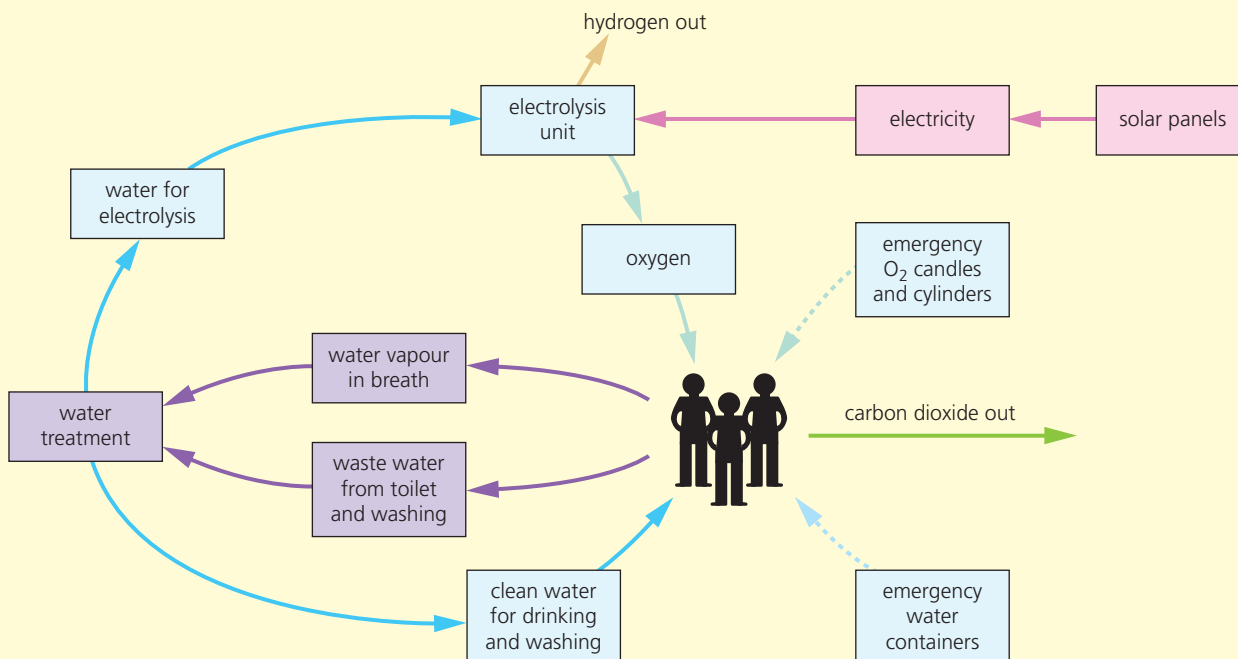 hydrogen out
electrolysis
unit
electricity
solar panels
water for
electrolysis
oxygen
emergency
O₂ candles
and cylinders
water vapour
in breath
water
treatment
carbon dioxide out
waste water
from toilet
and washing
clean water
for drinking
and washing
emergency
water
containers